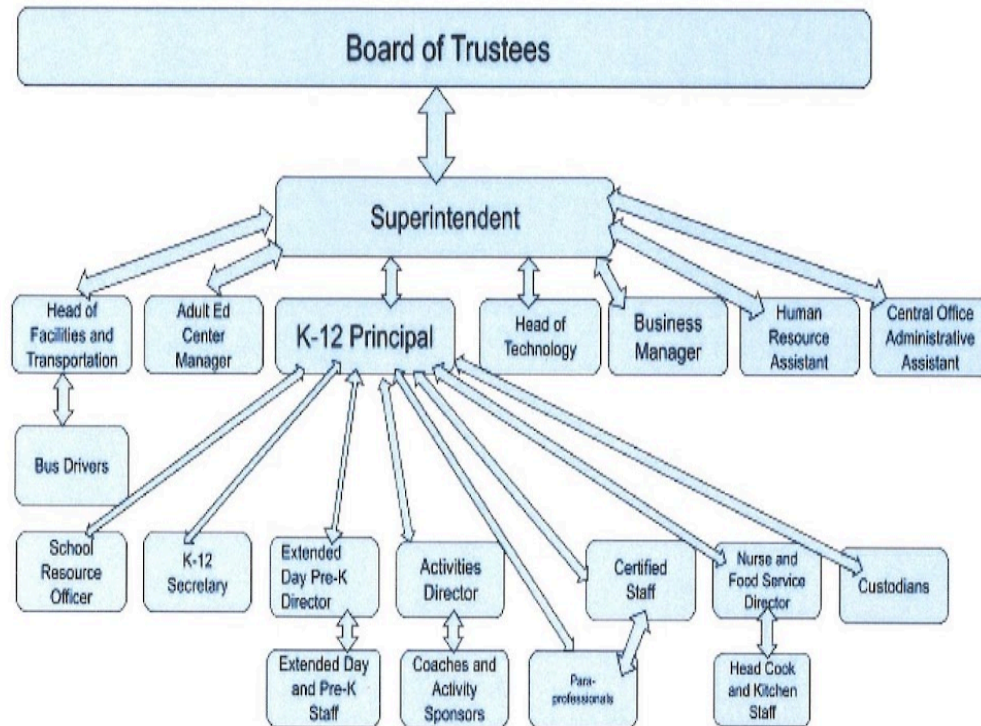 Board of Trustees
Superintendent
Head of
Facilities and
Transportation
Adult Ed
Center
Manager
K-12 Principal
Head of
Technology
Business
Manager
Human
Resource
Assistant
Central Office
Administrative
Assistant
Bus Drivers
School
Resource
Officer
K-12
Secretary
Extended
Day Pre-K
Director
Activities
Director
Certified
Staff
Nurse and
Food Service
Director
Custodians
Extended Day
and Pre-K
Staff
Coaches and
Activity
Sponsors
Para-
professionals
Head Cook
and Kitchen
Staff